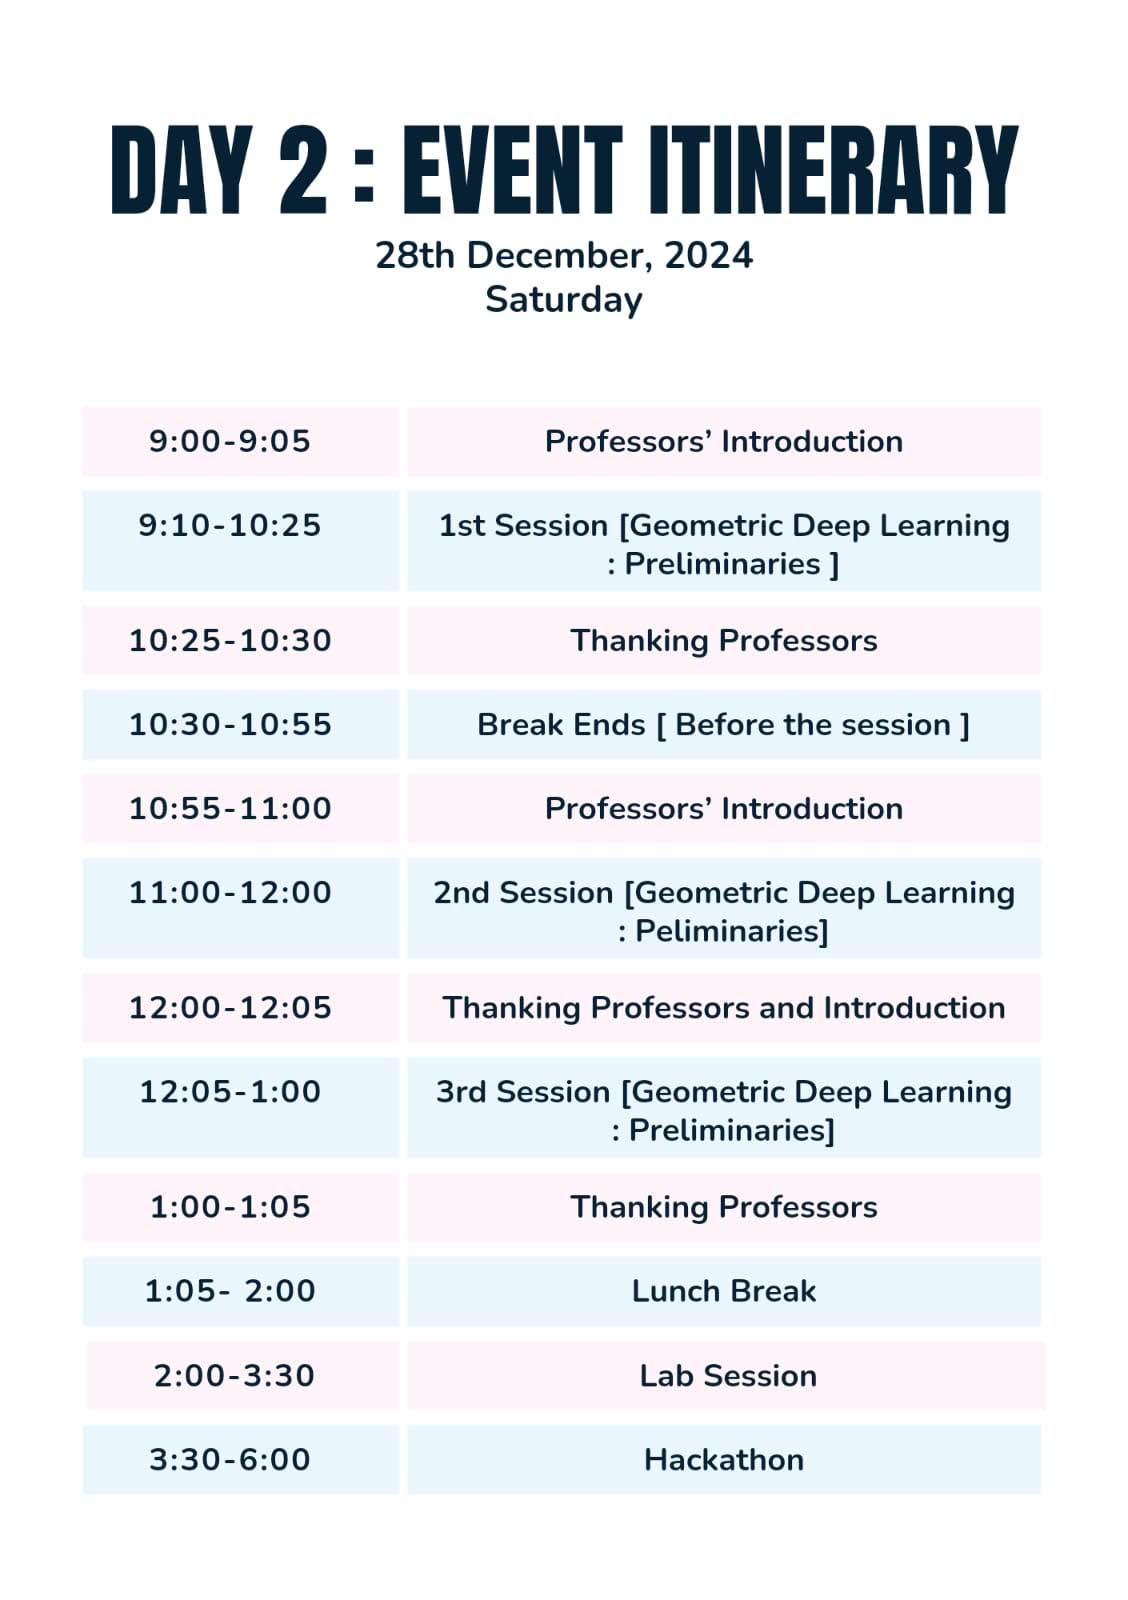 DAY 2 : EVENT ITINERARY
28th December, 2024
Saturday
9:00-9:05 Professors’ Introduction
9:10-10:25 1st Session [Geometric Deep Learning
: Preliminaries ]
10:25-10:30 Thanking Professors
10:30-10:55 Break Ends [ Before the session ]
10:55-11:00 Professors’ Introduction
11:00-12:00 2nd Session [Geometric Deep Learning
: Peliminaries]
12:00-12:05 Thanking Professors and Introduction
12:05-1:00 3rd Session [Geometric Deep Learning
: Preliminaries]
1:00-1:05 Thanking Professors
1:05- 2:00 Lunch Break
2:00-3:30 Lab Session
3:30-6:00 Hackathon